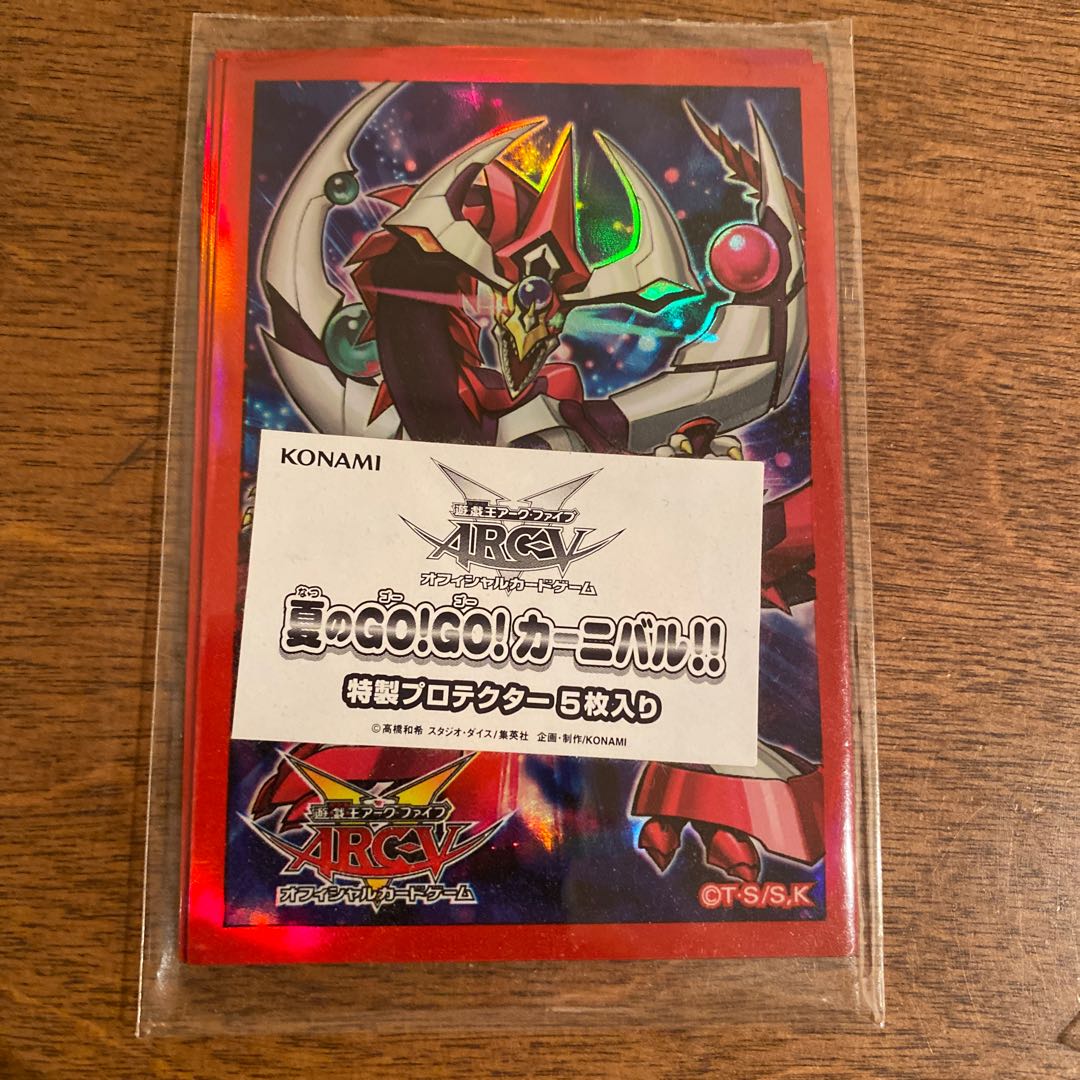 KONAMI
遊戯王アーク・ファイブ
ARC-V
オフィシャルカードゲーム
なつ ゴー ゴー
夏のGO!GO! カーニバル!!
特製プロテクター 5枚入り
©高橋和希 スタジオ・ダイス/集英社 企画・制作/KONAMI
遊戯王アーク・ファイブ
ARC-V
オフィシャルカードゲーム
©T・S/S,K